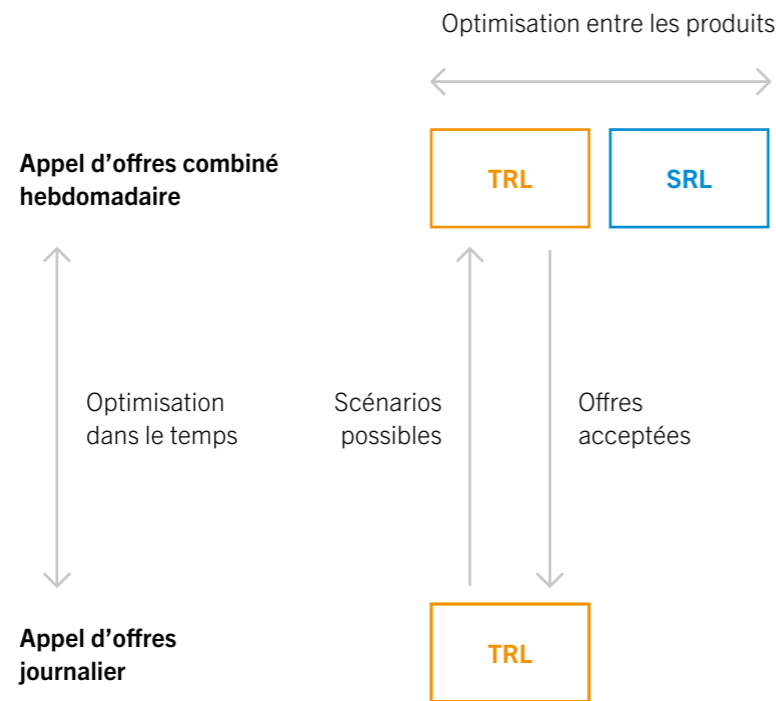 Optimisation entre les produits
Appel d’offres combiné
hebdomadaire
TRL
SRL
Optimisation
dans le temps
Scénarios
possibles
Offres
acceptées
Appel d’offres
journalier
TRL